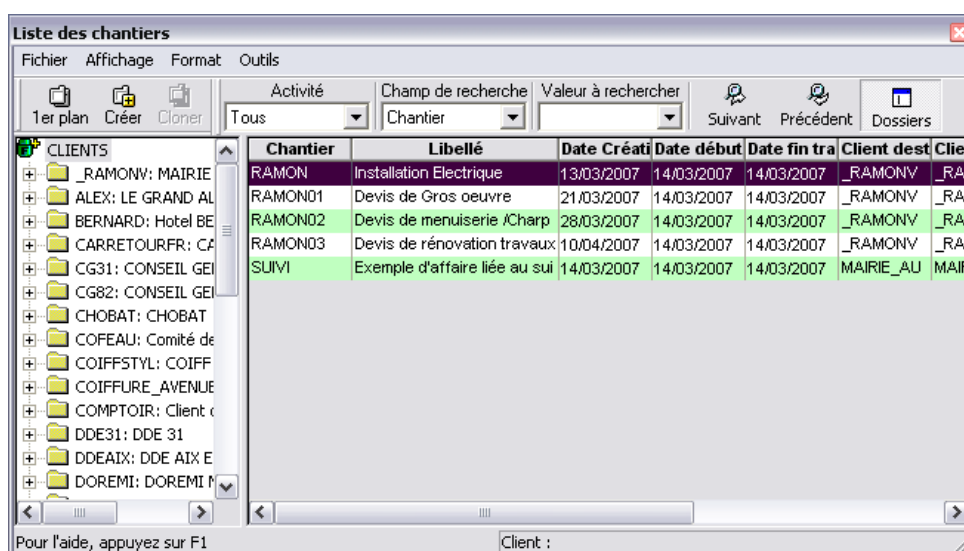 Liste des chantiers
Fichier Affichage Format Outils
Activité Champ de recherche Valeur à rechercher
1er plan Créer Cloner Tous Chantier Suivant Précédent Dossiers
CLIENTS
_RAMONV: MAIRIE
ALEX: LE GRAND AL
BERNARD: Hotel BE
CARRETOURFR: CA
CG31: CONSEIL GEI
CG82: CONSEIL GEI
CHOBAT: CHOBAT
COFEAU: Comité de
COIFFSTYL: COIFF
COIFFURE_AVENUE
COMPTOIR: Client
DDE31: DDE 31
DDEAIX: DDE AIX E
DOREMI: DOREMI
Chantier Libellé Date Créati Date début Date fin tra Client dest Clie
RAMON Installation Electrique 13/03/2007 14/03/2007 14/03/2007 _RAMONV _RA
RAMON01 Devis de Gros oeuvre 21/03/2007 14/03/2007 14/03/2007 _RAMONV _RA
RAMON02 Devis de menuiserie /Charp 28/03/2007 14/03/2007 14/03/2007 _RAMONV _RA
RAMON03 Devis de rénovation travaux 10/04/2007 14/03/2007 14/03/2007 _RAMONV _RA
SUIVI Exemple d'affaire liée au sui 14/03/2007 14/03/2007 14/03/2007 MAIRIE_AU MAIF
Pour l'aide, appuyez sur F1 Client :